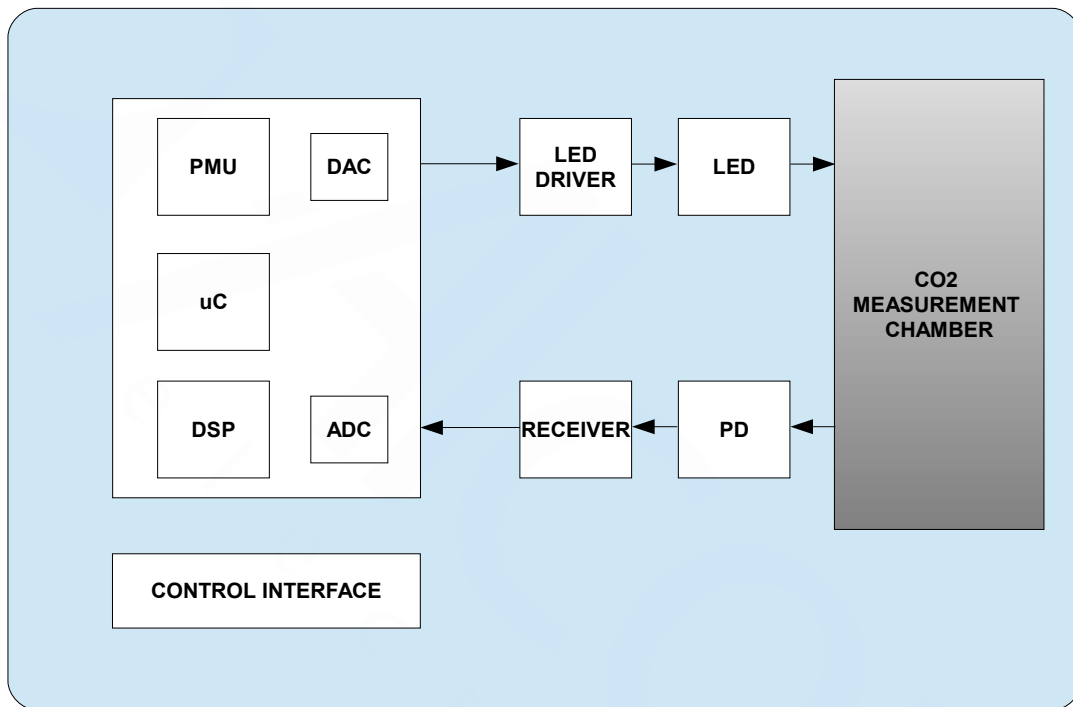 PMU
DAC
LED
DRIVER
LED
uC
CO2
MEASUREMENT
CHAMBER
DSP
ADC
RECEIVER
PD
CONTROL INTERFACE